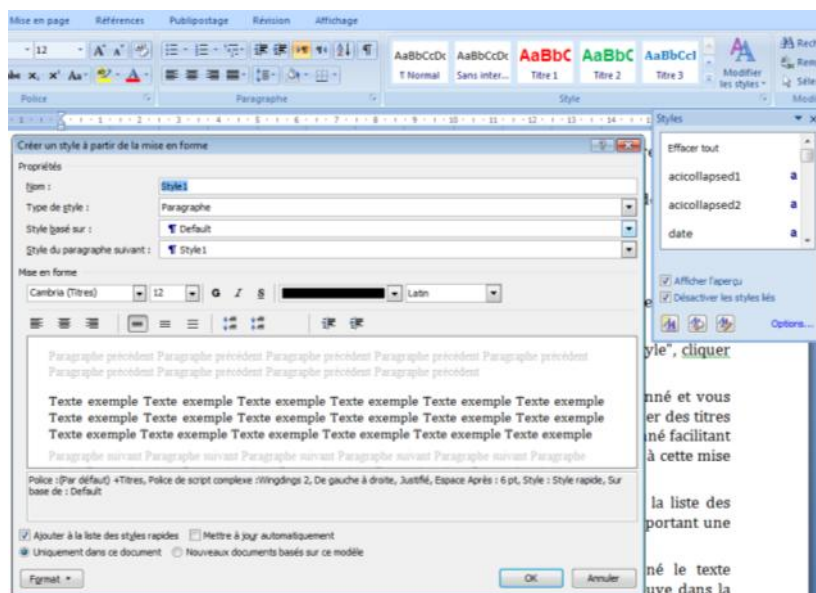 Mise en page Références Publipostage Révision Affichage
12
AaBbCcDc AaBbCcDc AaBbC AaBbC AaBbCcI
¶ Normal Sans inter... Titre 1 Titre 2 Titre 3 Modifier les styles
Police Paragraphe Style
Styles
Effacer tout
acicollapsed1 a
acicollapsed2 a
date a
Afficher l'aperçu
Désactiver les styles liés
Options...
Créer un style à partir de la mise en forme
Propriétés
Nom : Style1
Type de style : Paragraphe
Style basé sur : ¶ Default
Style du paragraphe suivant : ¶ Style1
Mise en forme
Cambria (Titres) 12 G I S Latin
Paragraphe précédent Paragraphe précédent Paragraphe précédent Paragraphe précédent Paragraphe précédent
Paragraphe précédent Paragraphe précédent Paragraphe précédent Paragraphe précédent Paragraphe précédent
Texte exemple Texte exemple Texte exemple Texte exemple Texte exemple Texte exemple
Texte exemple Texte exemple Texte exemple Texte exemple Texte exemple Texte exemple
Texte exemple Texte exemple Texte exemple Texte exemple Texte exemple Texte exemple
Paragraphe suivant Paragraphe suivant Paragraphe suivant Paragraphe suivant Paragraphe suivant Paragraphe
Police :(Par défaut) +Titres, Police de script complexe :Wingdings 2, De gauche à droite, Justifié, Espace Après : 6 pt, Style : Style rapide, Sur
base de : Default
Ajouter à la liste des styles rapides Mettre à jour automatiquement
Uniquement dans ce document Nouveaux documents basés sur ce modèle
Format OK Annuler
yle", cliquer
nné et vous
er des titres
né facilitant
à cette mise
la liste des
portant une
né le texte
uve dans la